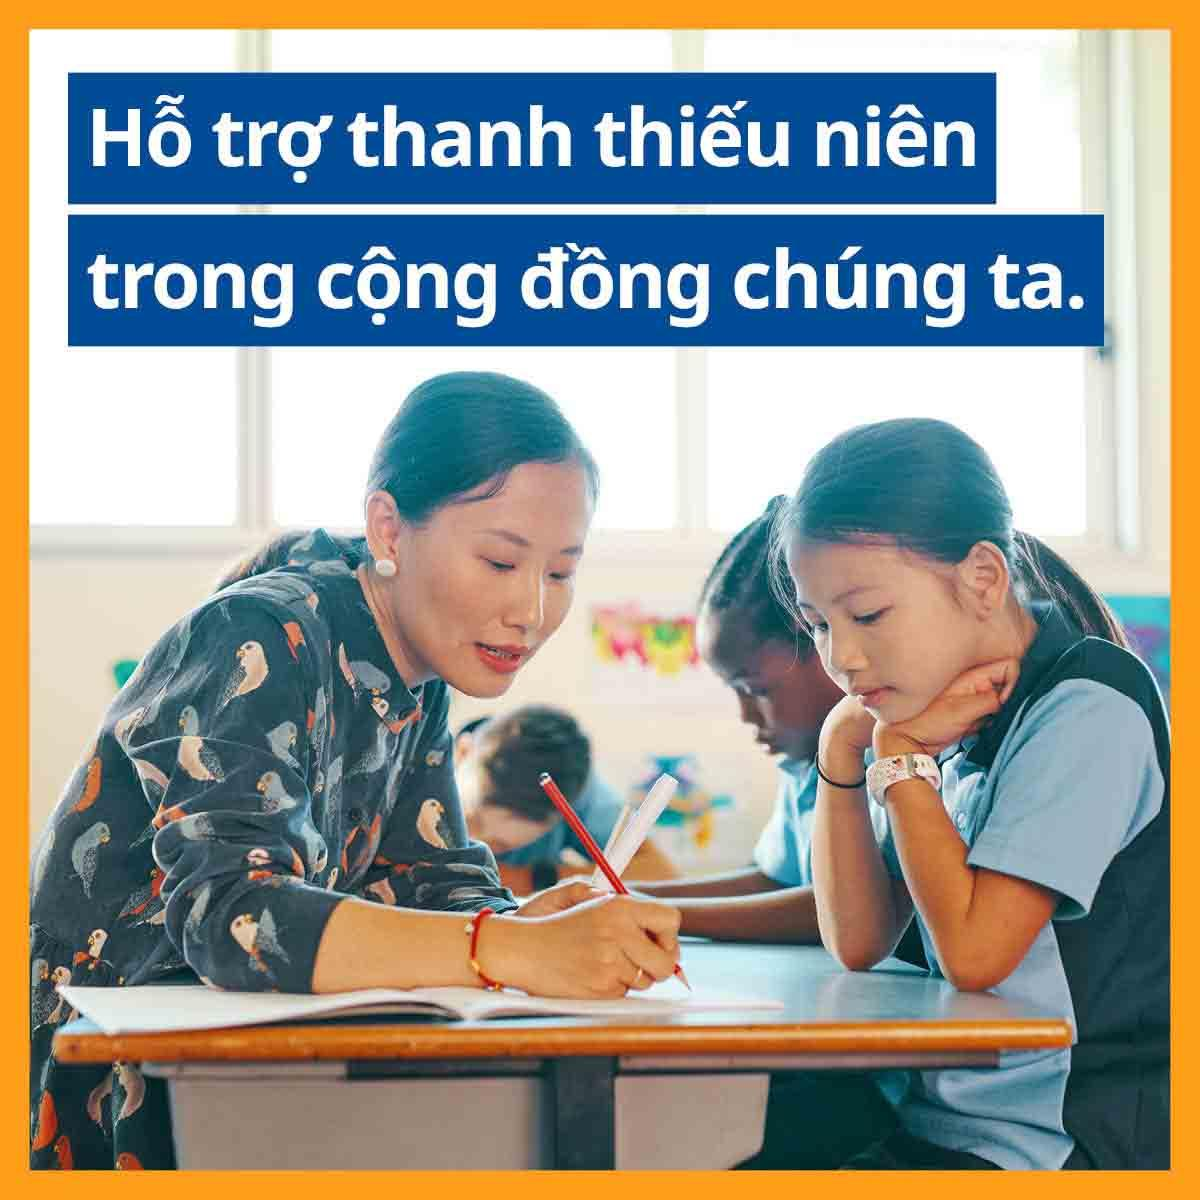 Hỗ trợ thanh thiếu niên
trong cộng đồng chúng ta.